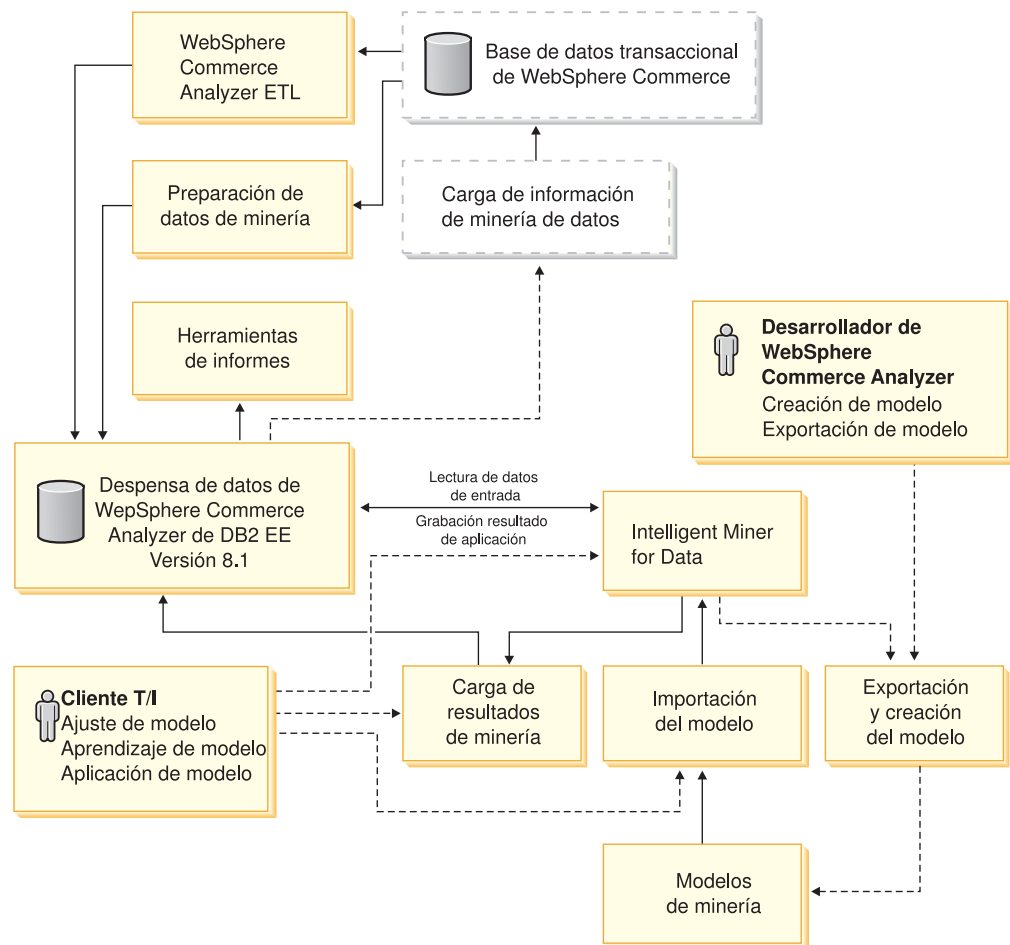 WebSphere
Commerce
Analyzer ETL
Base de datos transaccional
de WebSphere Commerce
Preparación de
datos de minería
Carga de información
de minería de datos
Herramientas
de informes
Desarrollador de
WebSphere
Commerce Analyzer
Creación de modelo
Exportación de modelo
Despensa de datos de
WepSphere Commerce
Analyzer de DB2 EE
Versión 8.1
Lectura de datos
de entrada
Grabación resultado
de aplicación
Intelligent Miner
for Data
Cliente T/I
Ajuste de modelo
Aprendizaje de modelo
Aplicación de modelo
Carga de
resultados
de minería
Importación
del modelo
Exportación
y creación
del modelo
Modelos
de minería